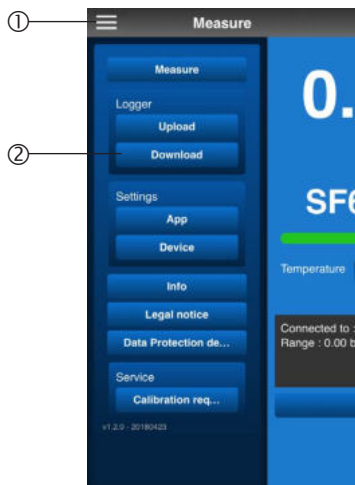 ①
Measure
0.
Measure
Logger
Upload
②
Download
Settings
SF6
App
Device
Temperature
Info
Legal notice
Connected to :
Range : 0.00 b
Data Protection de...
Service
Calibration req...
v1.2.0 - 20180423